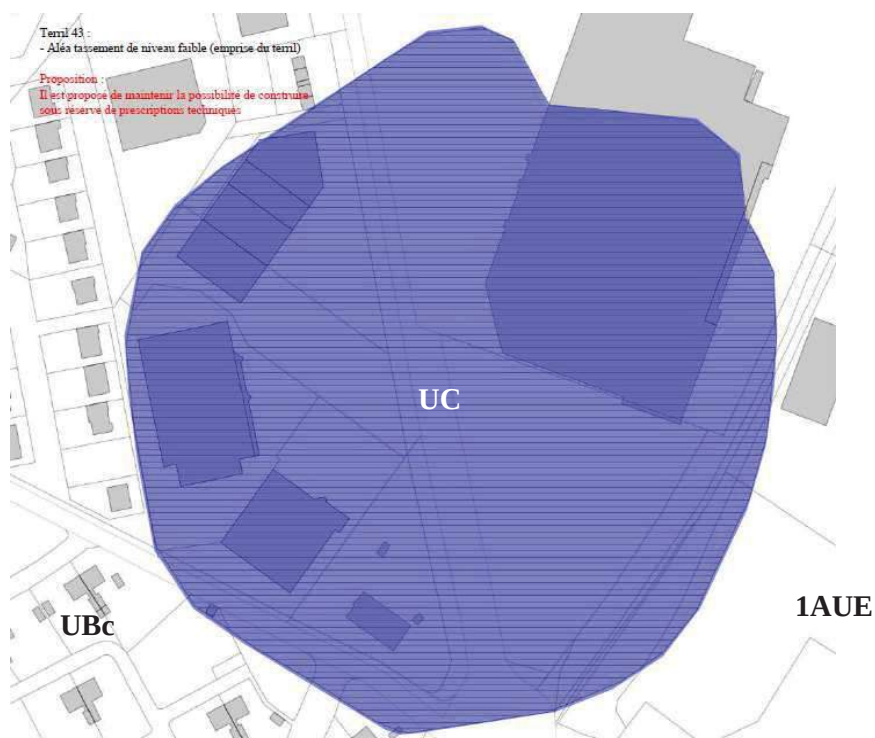 Terril 43 :
- Aléa tassement de niveau faible (emprise du terril)
Proposition :
Il est proposé de maintenir la possibilité de construire
sous réserve de prescriptions techniques
UC
UBc
1AUE